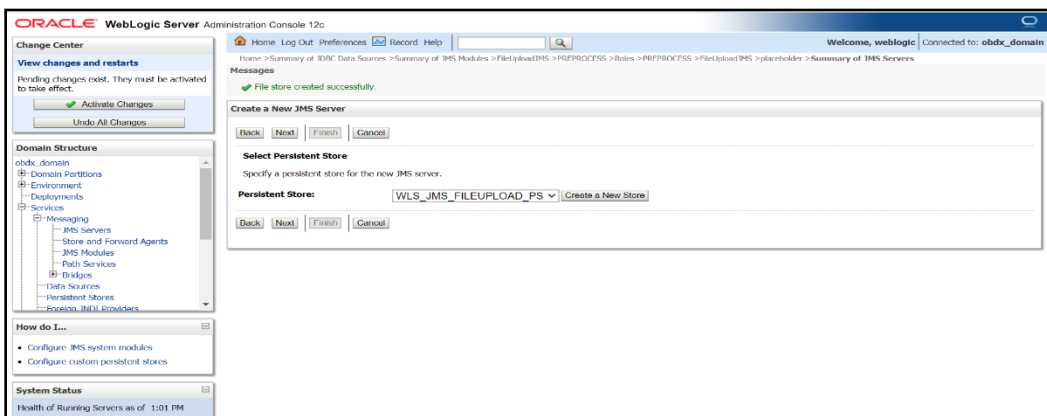 ORACLE WebLogic Server Administration Console 12c
Change Center
View changes and restarts
Pending changes exist. They must be activated
to take effect.
Activate Changes
Undo All Changes
Domain Structure
obdx_domain
Domain Partitions
Environment
Deployments
Services
Messaging
JMS Servers
Store and Forward Agents
JMS Modules
Path Services
Bridges
Data Sources
Persistent Stores
Foreign JNDI Providers
How do I...
Configure JMS system modules
Configure custom persistent stores
System Status
Health of Running Servers as of 1:01 PM
Home Log Out Preferences Record Help
Welcome, weblogic Connected to: obdx_domain
Home >Summary of JDBC Data Sources >Summary of JMS Modules >FileUploadJMS >PREPROCESS >Roles >PREPROCESS >FileUploadJMS >placeholder >Summary of JMS Servers
Messages
File store created successfully.
Create a New JMS Server
Back Next Finish Cancel
Select Persistent Store
Specify a persistent store for the new JMS server.
Persistent Store: WLS_JMS_FILEUPLOAD_PS Create a New Store
Back Next Finish Cancel